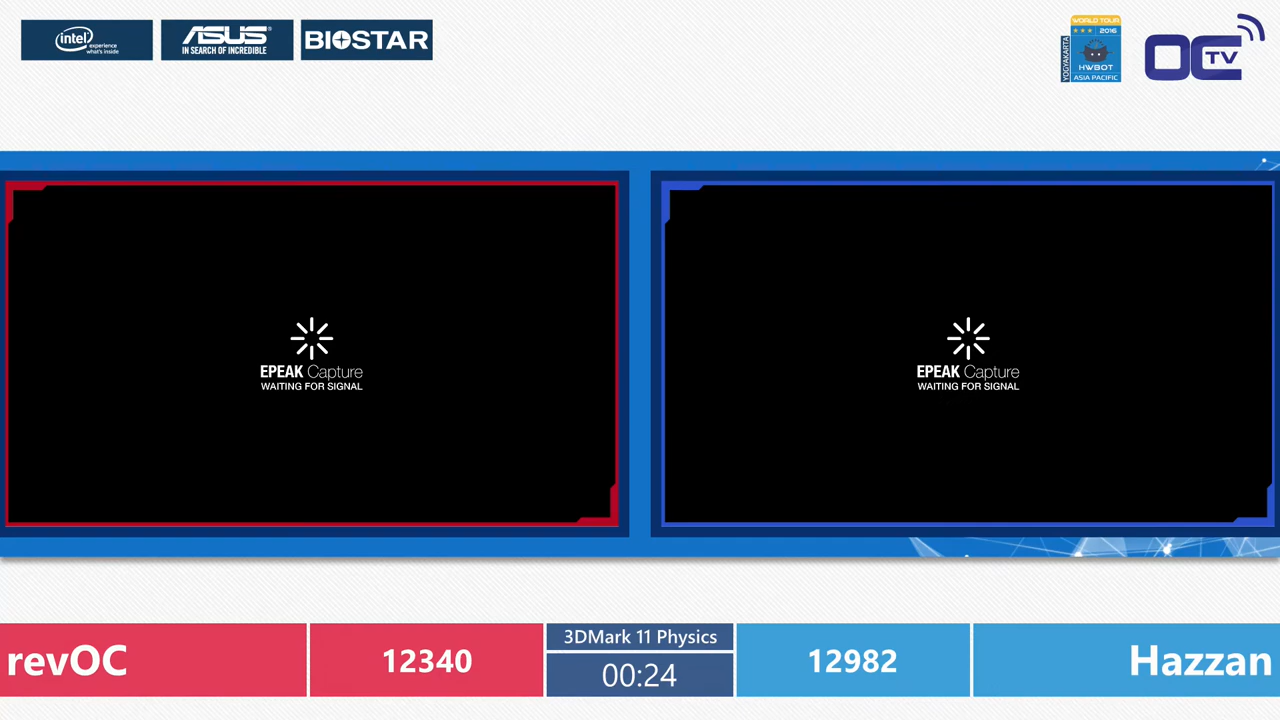 intel experience what's inside
ASUS
IN SEARCH OF INCREDIBLE
BIOSTAR
WORLD TOUR
2016
YOGYAKARTA
HWBOT
ASIA PACIFIC
OC TV
EPEAK Capture
WAITING FOR SIGNAL
EPEAK Capture
WAITING FOR SIGNAL
revOC
12340
3DMark 11 Physics
00:24
12982
Hazzan